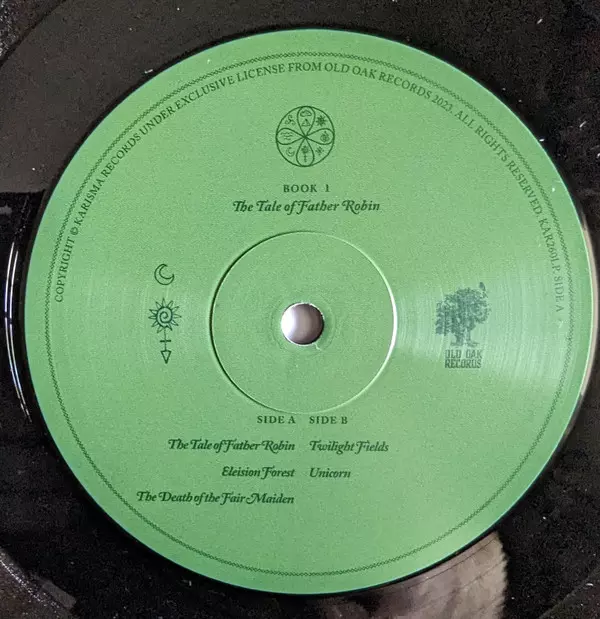 COPYRIGHT © KARISMA RECORDS UNDER EXCLUSIVE LICENSE FROM OLD OAK RECORDS 2023. ALL RIGHTS RESERVED. KAR260LP. SIDE A
BOOK 1
The Tale of Father Robin
OLD OAK
RECORDS
SIDE A SIDE B
The Tale of Father Robin Twilight Fields
Eleision Forest Unicorn
The Death of the Fair Maiden